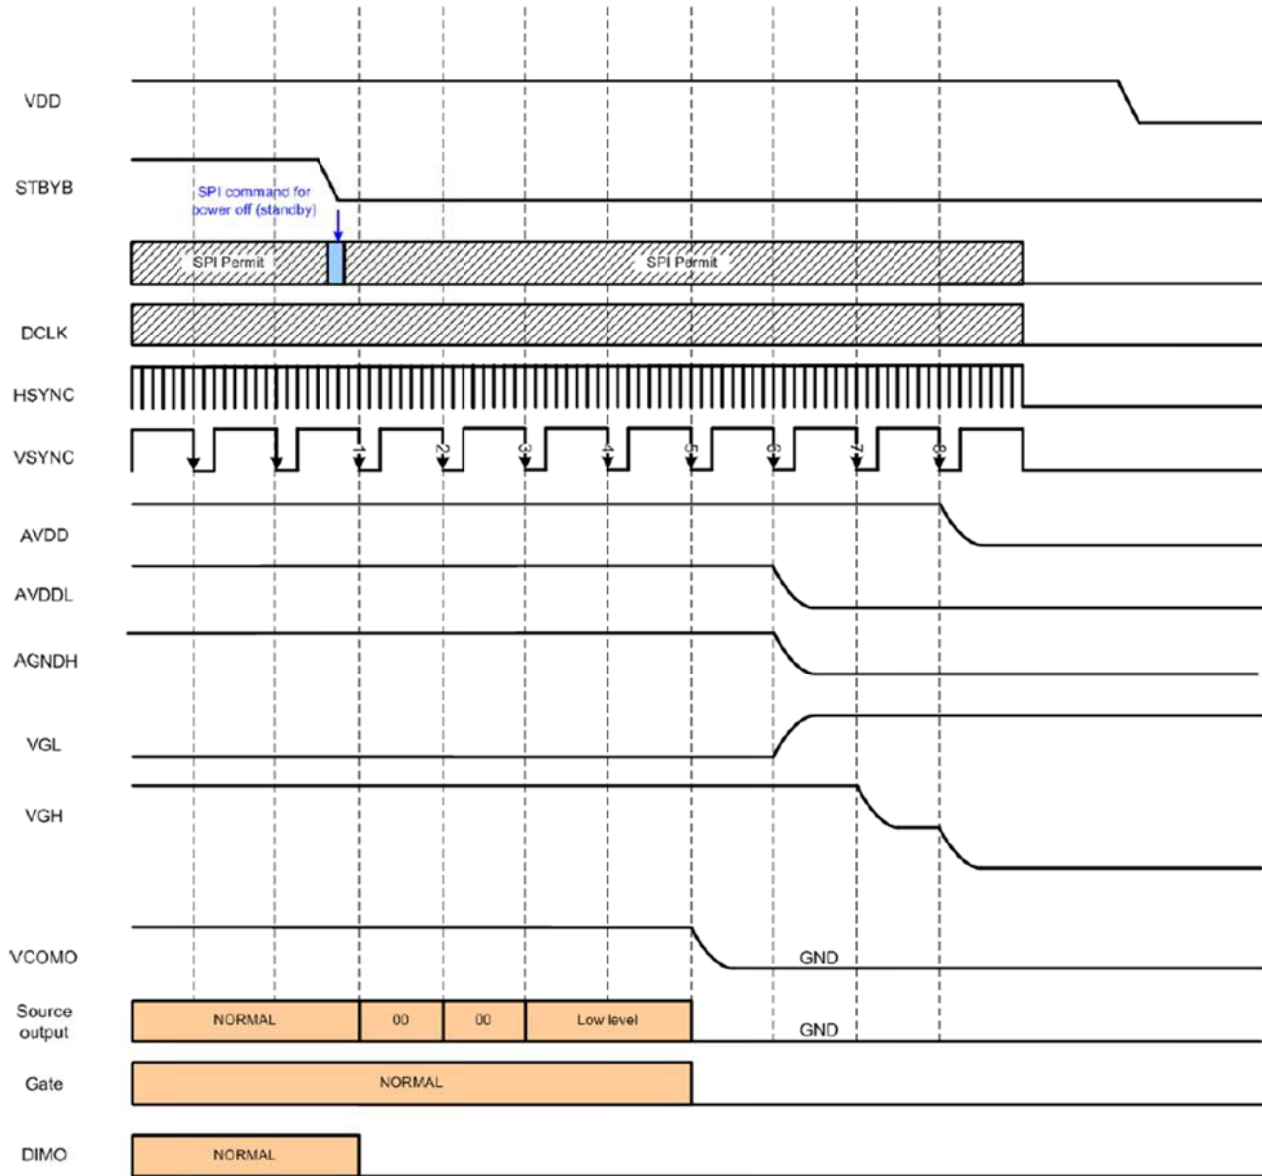 VDD
STBYB
SPI command for
power off (standby)
SPI Permit
SPI Permit
DCLK
HSYNC
VSYNC
1
2
3
4
5
6
7
8
AVDD
AVDDL
AGNDH
VGL
VGH
VCOMO
GND
Source
output
NORMAL
00
00
Low level
GND
Gate
NORMAL
DIMO
NORMAL